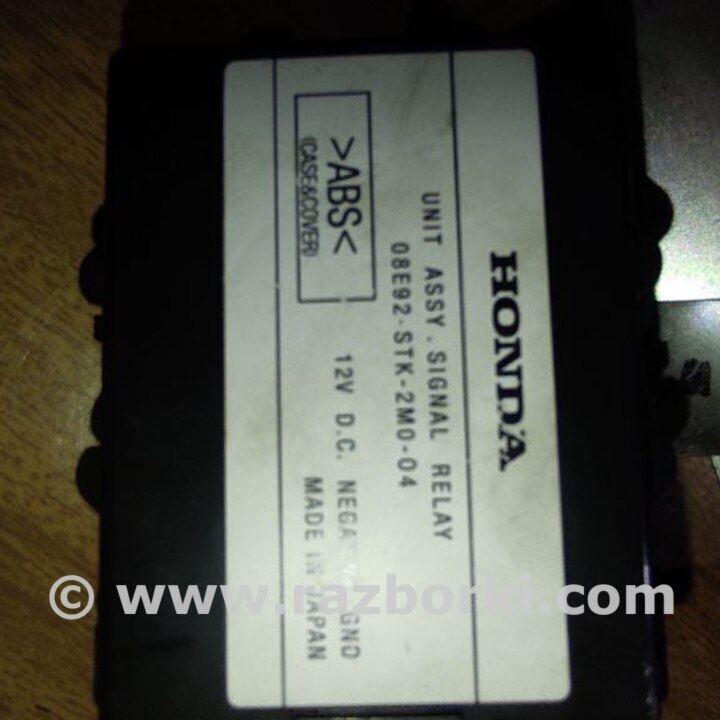 HONDA
UNIT ASSY. SIGNAL RELAY
08E92-STK-2M0-04
>ABS<
(CASE&COVER)
12V D.C. NEGA GND
MADE IN JAPAN
© www.razborki.com